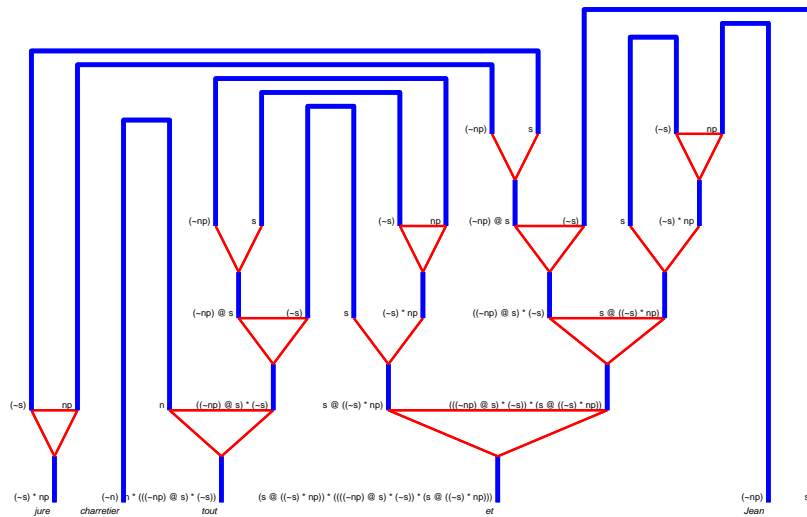 (~np) s (~s) np
(~np) s (~s) np (~np) @ s (~s) s (~s) * np
(~np) @ s (~s) s (~s) * np ((~np) @ s) * (~s) s @ ((~s) * np)
(~s) np n ((~np) @ s) * (~s) s @ ((~s) * np) (((~np) @ s) * (~s)) * (s @ ((~s) * np))
(~s) * np (~n) n * (((~np) @ s) * (~s)) (s @ ((~s) * np)) * ((((~np) @ s) * (~s)) * (s @ ((~s) * np))) (~np) s
jure charretier tout et Jean